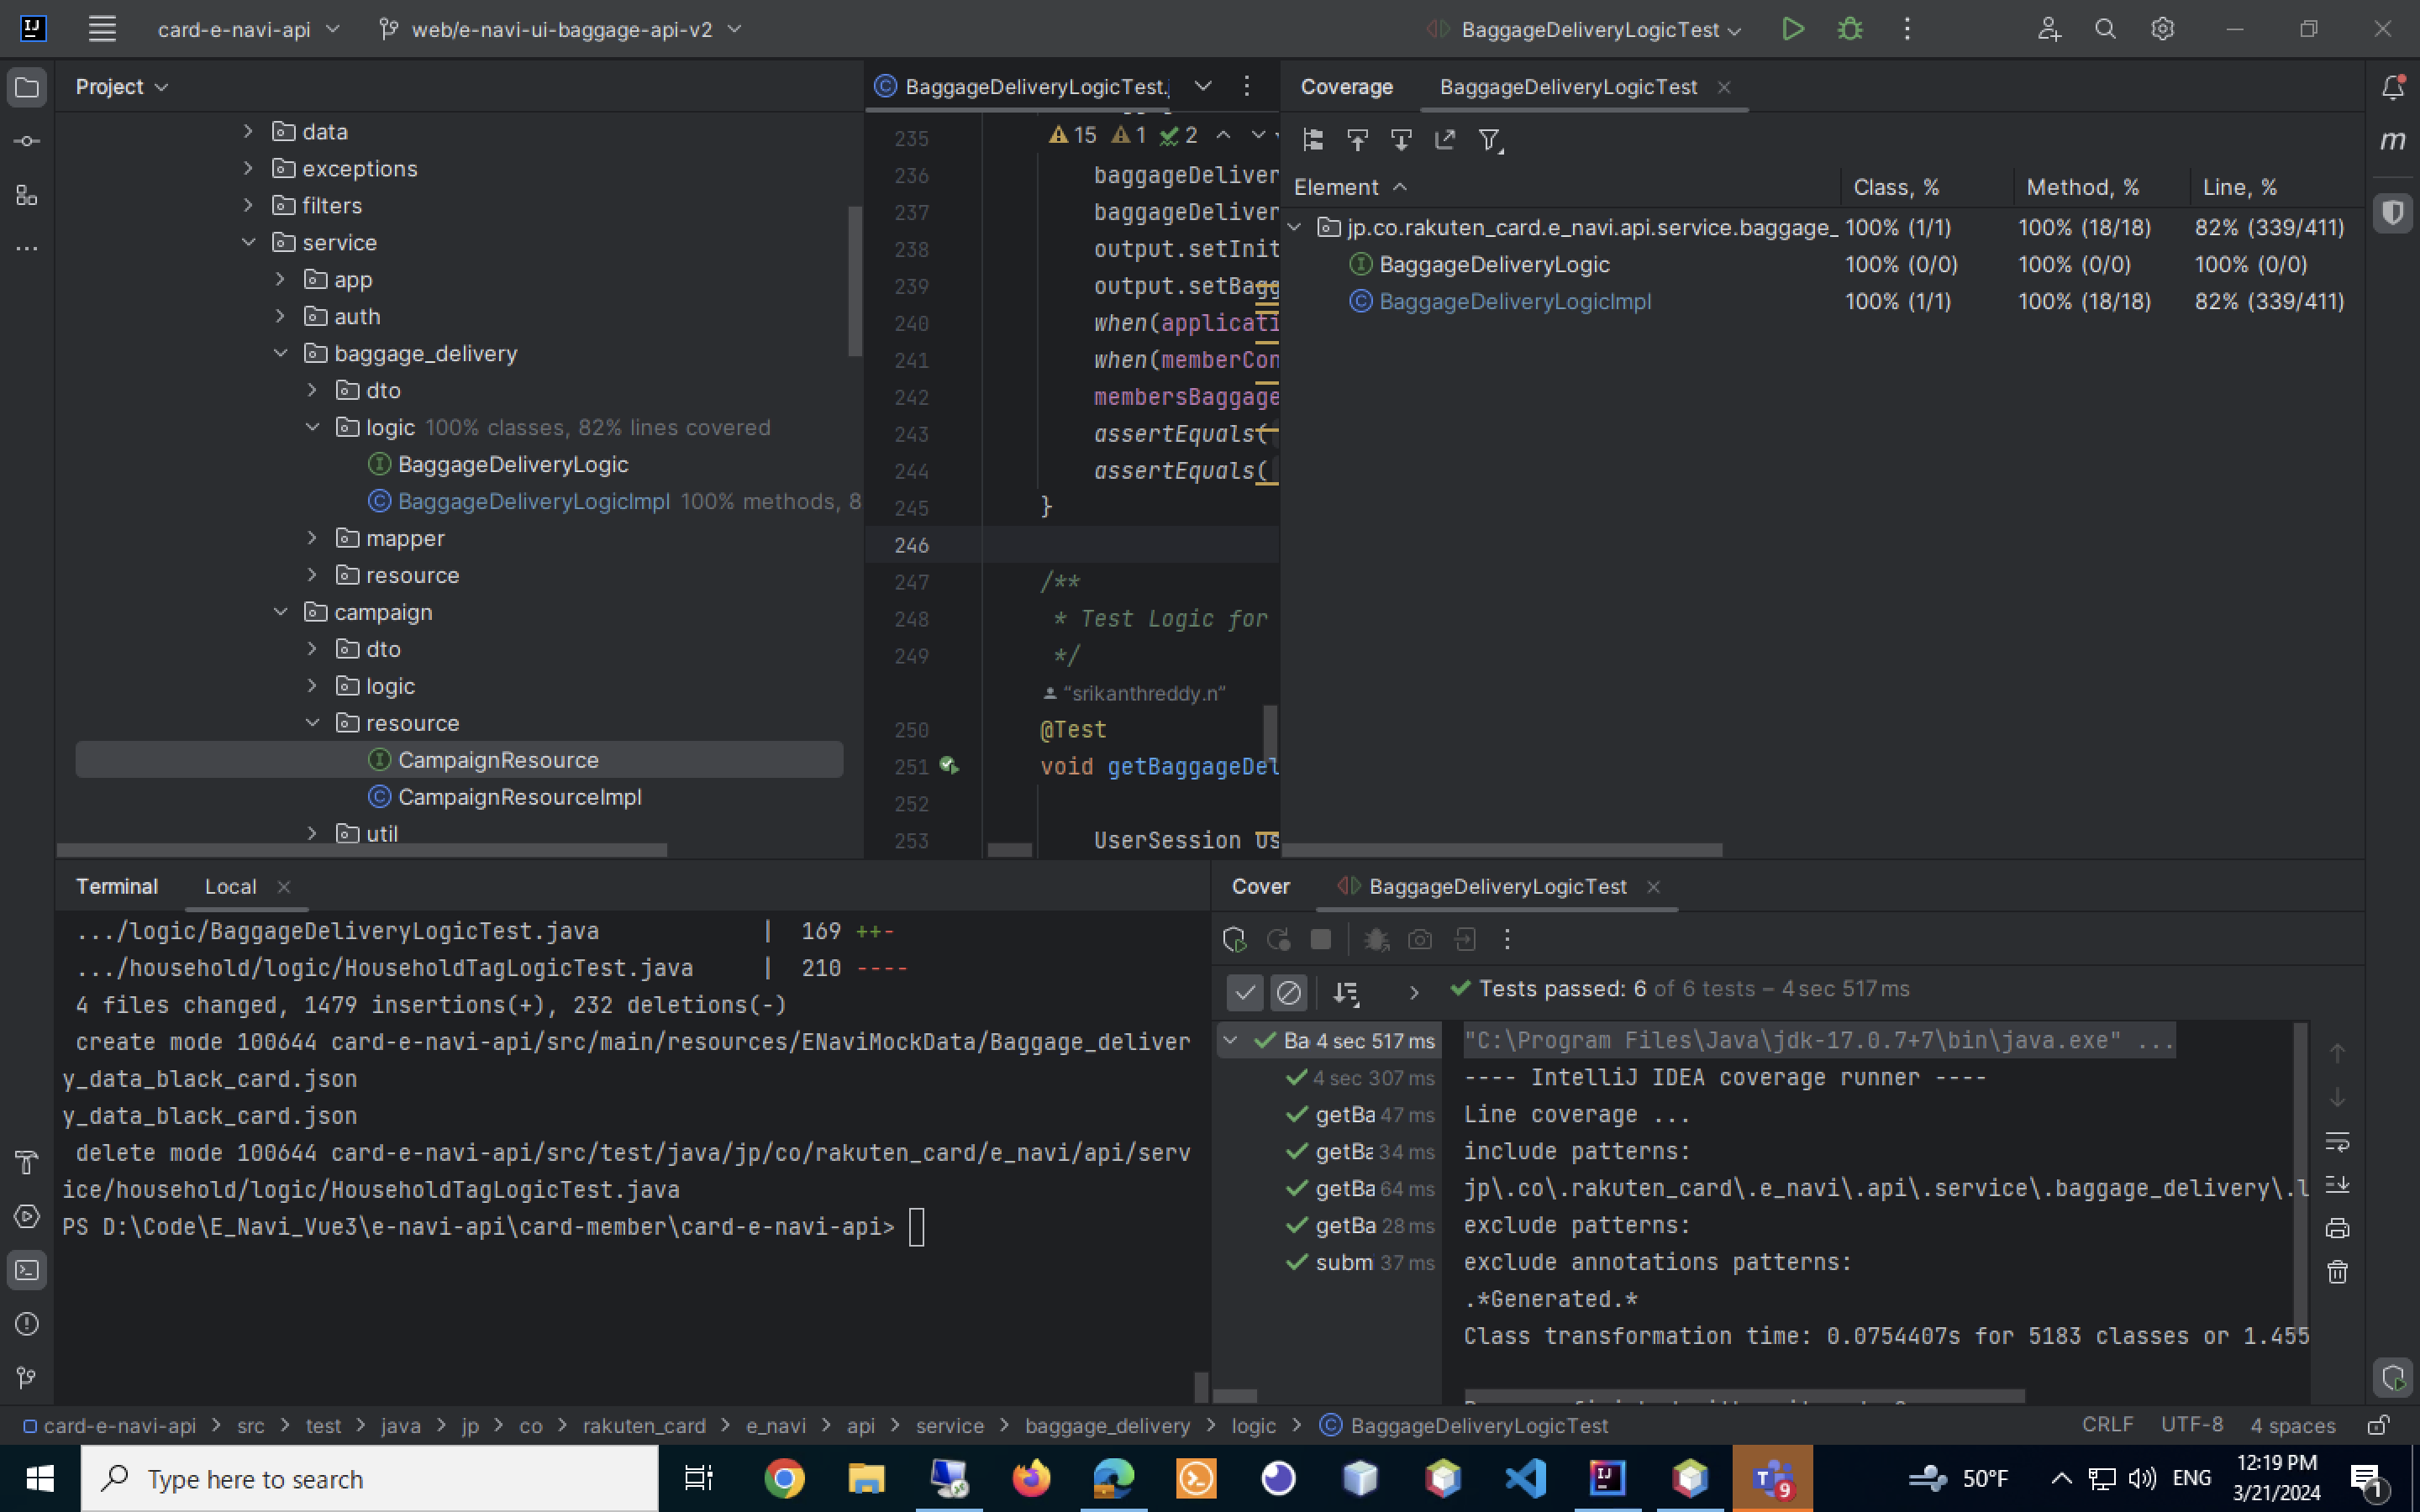 card-e-navi-api
web/e-navi-ui-baggage-api-v2
BaggageDeliveryLogicTest
Project
data
exceptions
filters
service
app
auth
baggage_delivery
dto
logic 100% classes, 82% lines covered
BaggageDeliveryLogic
BaggageDeliveryLogicImpl 100% methods, 8
mapper
resource
campaign
dto
logic
resource
CampaignResource
CampaignResourceImpl
util
BaggageDeliveryLogicTest.j
15 1 2
235
236 baggageDeliver
237 baggageDeliver
238 output.setInit
239 output.setBagg
240 when(applicati
241 when(memberCon
242 membersBaggage
243 assertEquals(
244 assertEquals(
245 }
246
247 /**
248 * Test Logic for
249 */
"srikanthreddy.n"
250 @Test
251 void getBaggageDel
252
253 UserSession us
Coverage BaggageDeliveryLogicTest
Element Class, % Method, % Line, %
jp.co.rakuten_card.e_navi.api.service.baggage_ 100% (1/1) 100% (18/18) 82% (339/411)
BaggageDeliveryLogic 100% (0/0) 100% (0/0) 100% (0/0)
BaggageDeliveryLogicImpl 100% (1/1) 100% (18/18) 82% (339/411)
Terminal Local
.../logic/BaggageDeliveryLogicTest.java | 169 ++-
.../household/logic/HouseholdTagLogicTest.java | 210 ----
4 files changed, 1479 insertions(+), 232 deletions(-)
create mode 100644 card-e-navi-api/src/main/resources/ENaviMockData/Baggage_deliver
y_data_black_card.json
y_data_black_card.json
delete mode 100644 card-e-navi-api/src/test/java/jp/co/rakuten_card/e_navi/api/serv
ice/household/logic/HouseholdTagLogicTest.java
PS D:\Code\E_Navi_Vue3\e-navi-api\card-member\card-e-navi-api>
Cover BaggageDeliveryLogicTest
Tests passed: 6 of 6 tests – 4 sec 517 ms
Ba 4 sec 517 ms
4 sec 307 ms
getBa 47 ms
getBa 34 ms
getBa 64 ms
getBa 28 ms
subm 37 ms
"C:\Program Files\Java\jdk-17.0.7+7\bin\java.exe" ...
---- IntelliJ IDEA coverage runner ----
Line coverage ...
include patterns:
jp\.co\.rakuten_card\.e_navi\.api\.service\.baggage_delivery\.l
exclude patterns:
exclude annotations patterns:
.*Generated.*
Class transformation time: 0.0754407s for 5183 classes or 1.455
card-e-navi-api > src > test > java > jp > co > rakuten_card > e_navi > api > service > baggage_delivery > logic > BaggageDeliveryLogicTest
CRLF UTF-8 4 spaces
Type here to search
9
50°F
ENG
12:19 PM
3/21/2024
1